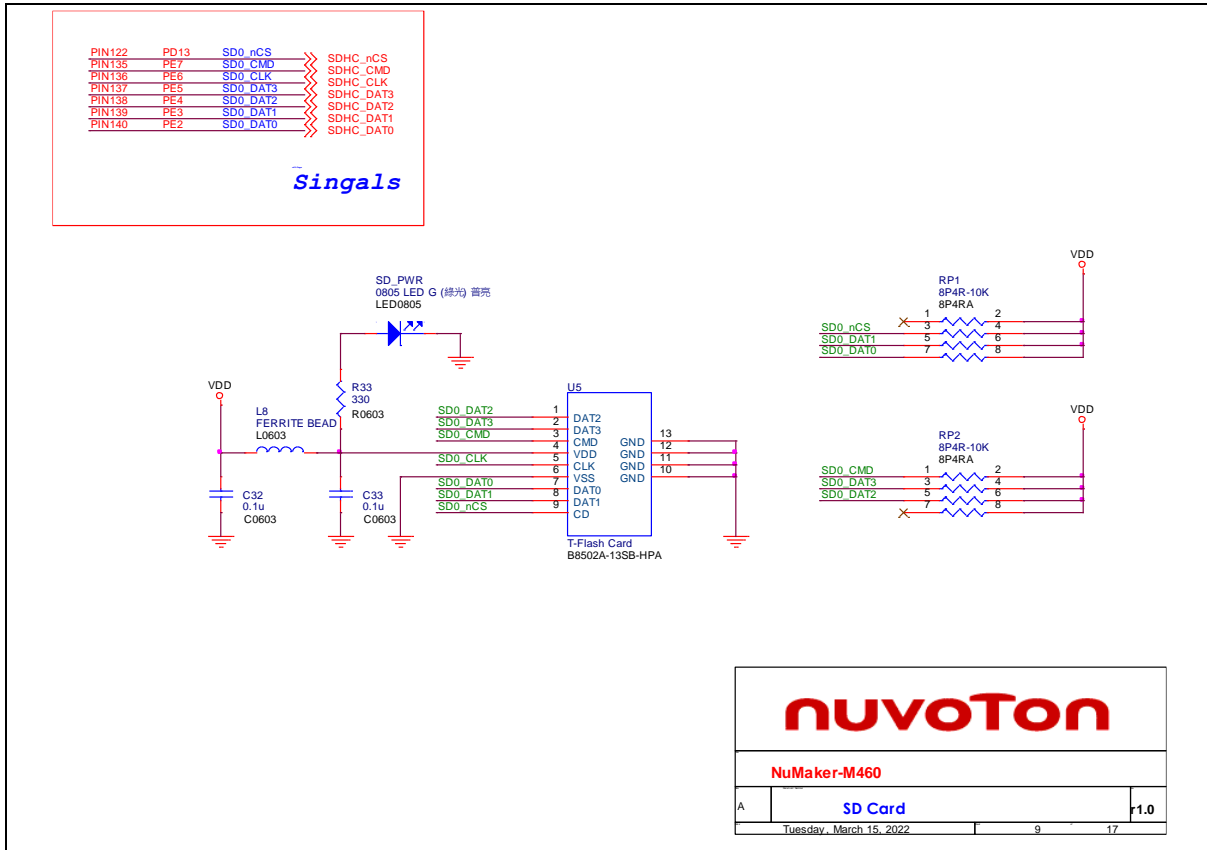 PIN122 PD13 SD0_nCS SDHC_nCS
PIN135 PE7 SD0_CMD SDHC_CMD
PIN136 PE6 SD0_CLK SDHC_CLK
PIN137 PE5 SD0_DAT3 SDHC_DAT3
PIN138 PE4 SD0_DAT2 SDHC_DAT2
PIN139 PE3 SD0_DAT1 SDHC_DAT1
PIN140 PE2 SD0_DAT0 SDHC_DAT0
Singals
SD_PWR
0805 LED G (綠光) 普亮
LED0805
R33
330
R0603
VDD
L8
FERRITE BEAD
L0603
C32
0.1u
C0603
C33
0.1u
C0603
U5
SD0_DAT2 1 DAT2
SD0_DAT3 2 DAT3
SD0_CMD 3 CMD GND 13
4 VDD GND 12
SD0_CLK 5 CLK GND 11
6 VSS GND 10
SD0_DAT0 7 DAT0
SD0_DAT1 8 DAT1
SD0_nCS 9 CD
T-Flash Card
B8502A-13SB-HPA
VDD
RP1
8P4R-10K
8P4RA
1 2
SD0_nCS 3 4
SD0_DAT1 5 6
SD0_DAT0 7 8
VDD
RP2
8P4R-10K
8P4RA
SD0_CMD 1 2
SD0_DAT3 3 4
SD0_DAT2 5 6
7 8
nuvoTon
NuMaker-M460
A SD Card r1.0
Tuesday, March 15, 2022 9 17